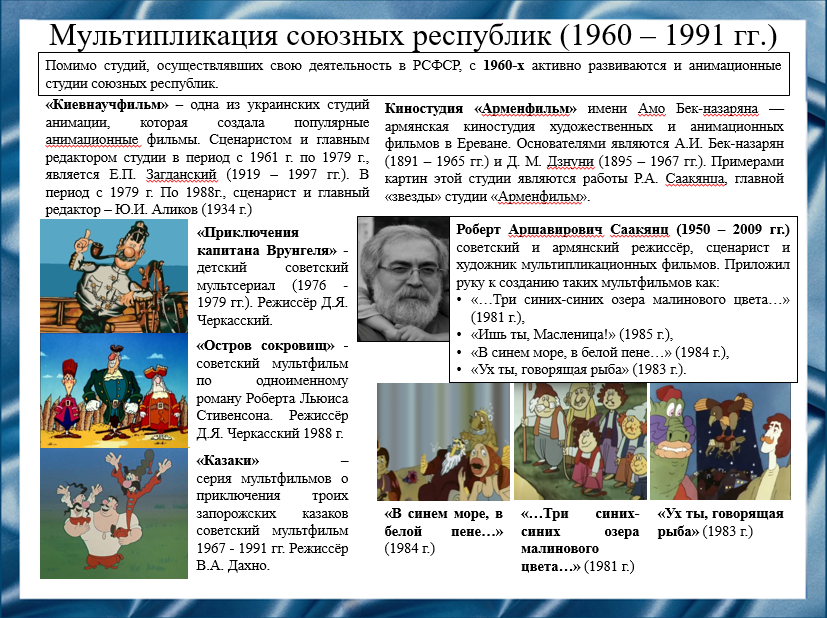 Мультипликация союзных республик (1960 – 1991 гг.)
Помимо студий, осуществлявших свою деятельность в РСФСР, с 1960-х активно развиваются и анимационные
студии союзных республик.
«Киевнаучфильм» – одна из украинских студий
анимации, которая создала популярные
анимационные фильмы. Сценаристом и главным
редактором студии в период с 1961 г. по 1979 г.,
является Е.П. Загданский (1919 – 1997 гг.). В
период с 1979 г. По 1988г., сценарист и главный
редактор – Ю.И. Аликов (1934 г.)
«Приключения
капитана Врунгеля» -
детский советский
мультсериал (1976 -
1979 гг.). Режиссёр Д.Я.
Черкасский.
«Остров сокровищ» -
советский мультфильм
по одноименному
роману Роберта Льюиса
Стивенсона. Режиссёр
Д.Я. Черкасский 1988 г.
«Казаки» –
серия мультфильмов о
приключения троих
запорожских казаков
советский мультфильм
1967 - 1991 гг. Режиссёр
В.А. Дахно.
Киностудия «Арменфильм» имени Амо Бек-назаряна —
армянская киностудия художественных и анимационных
фильмов в Ереване. Основателями являются А.И. Бек-назарян
(1891 – 1965 гг.) и Д. М. Дзнуни (1895 – 1967 гг.). Примерами
картин этой студии являются работы Р.А. Саакянца, главной
«звезды» студии «Арменфильм».
Роберт Аршавирович Саакянц (1950 – 2009 гг.)
советский и армянский режиссёр, сценарист и
художник мультипликационных фильмов. Приложил
руку к созданию таких мультфильмов как:
• «…Три синих-синих озера малинового цвета…»
(1981 г.),
• «Ишь ты, Масленица!» (1985 г.),
• «В синем море, в белой пене…» (1984 г.),
• «Ух ты, говорящая рыба» (1983 г.).
«В синем море, в
белой пене…»
(1984 г.)
«…Три синих-
синих озера
малинового
цвета…» (1981 г.)
«Ух ты, говорящая
рыба» (1983 г.)